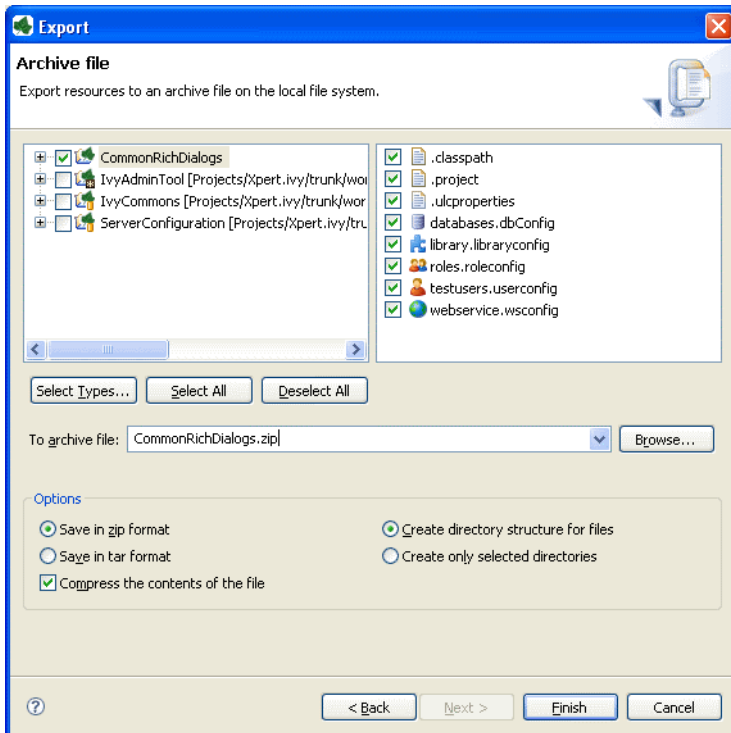 Export
Archive file
Export resources to an archive file on the local file system.
CommonRichDialogs
IvyAdminTool [Projects/Xpert.ivy/trunk/wor
IvyCommons [Projects/Xpert.ivy/trunk/wor
ServerConfiguration [Projects/Xpert.ivy/tru
.classpath
.project
.ulcproperties
databases.dbConfig
library.libraryconfig
roles.roleconfig
testusers.userconfig
webservice.wsconfig
Select Types...
Select All
Deselect All
To archive file:
CommonRichDialogs.zip
Browse...
Options
Save in zip format
Create directory structure for files
Save in tar format
Create only selected directories
Compress the contents of the file
?
< Back
Next >
Finish
Cancel